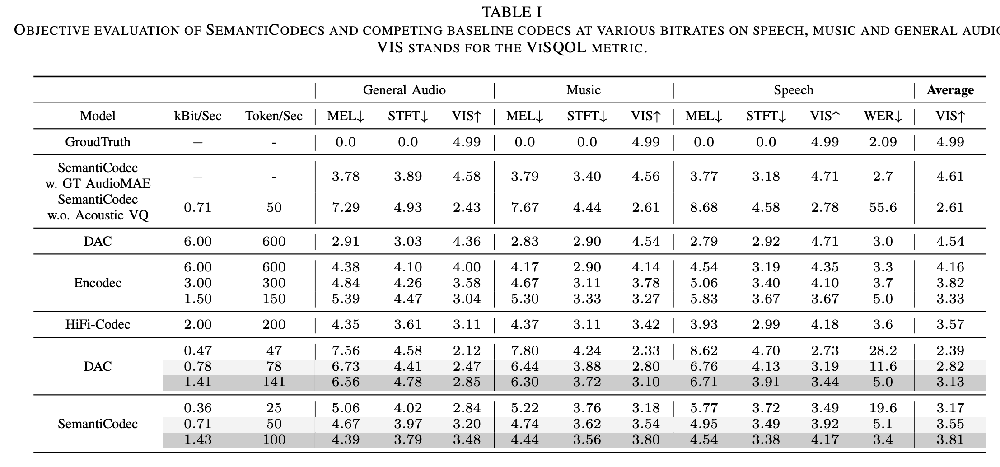 TABLE I
OBJECTIVE EVALUATION OF SEMANTICODECS AND COMPETING BASELINE CODECS AT VARIOUS BITRATES ON SPEECH, MUSIC AND GENERAL
VIS STANDS FOR THE VISQOL METRIC.
General Audio Music Speech Average
Model kBit/Sec Token/Sec MEL↓ STFT↓ VIS↑ MEL↓ STFT↓ VIS↑ MEL↓ STFT↓ VIS↑ WER↓ VIS↑
GroudTruth – - 0.0 0.0 4.99 0.0 0.0 4.99 0.0 0.0 4.99 2.09 4.99
SemantiCodec
w. GT AudioMAE – - 3.78 3.89 4.58 3.79 3.40 4.56 3.77 3.18 4.71 2.7 4.61
SemantiCodec
w.o. Acoustic VQ 0.71 50 7.29 4.93 2.43 7.67 4.44 2.61 8.68 4.58 2.78 55.6 2.61
DAC 6.00 600 2.91 3.03 4.36 2.83 2.90 4.54 2.79 2.92 4.71 3.0 4.54
6.00 600 4.38 4.10 4.00 4.17 2.90 4.14 4.54 3.19 4.35 3.3 4.16
Encodec 3.00 300 4.84 4.26 3.58 4.67 3.11 3.78 5.06 3.40 4.10 3.7 3.82
1.50 150 5.39 4.47 3.04 5.30 3.33 3.27 5.83 3.67 3.67 5.0 3.33
HiFi-Codec 2.00 200 4.35 3.61 3.11 4.37 3.11 3.42 3.93 2.99 4.18 3.6 3.57
0.47 47 7.56 4.58 2.12 7.80 4.24 2.33 8.62 4.70 2.73 28.2 2.39
DAC 0.78 78 6.73 4.41 2.47 6.44 3.88 2.80 6.76 4.13 3.19 11.6 2.82
1.41 141 6.56 4.78 2.85 6.30 3.72 3.10 6.71 3.91 3.44 5.0 3.13
0.36 25 5.06 4.02 2.84 5.22 3.76 3.18 5.77 3.72 3.49 19.6 3.17
SemantiCodec 0.71 50 4.67 3.97 3.20 4.74 3.62 3.54 4.95 3.49 3.92 5.1 3.55
1.43 100 4.39 3.79 3.48 4.44 3.56 3.80 4.54 3.38 4.17 3.4 3.81